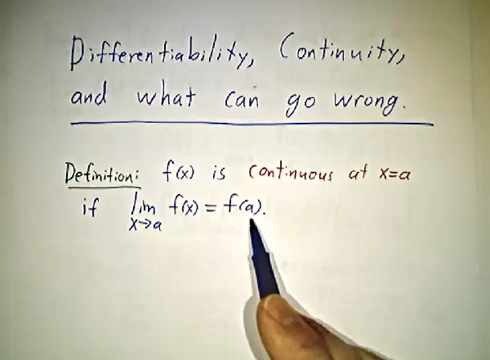 Differentiability, Continuity,
and what can go wrong.
Definition: f(x) is continuous at x=a
if lim f(x) = f(a).
x→a